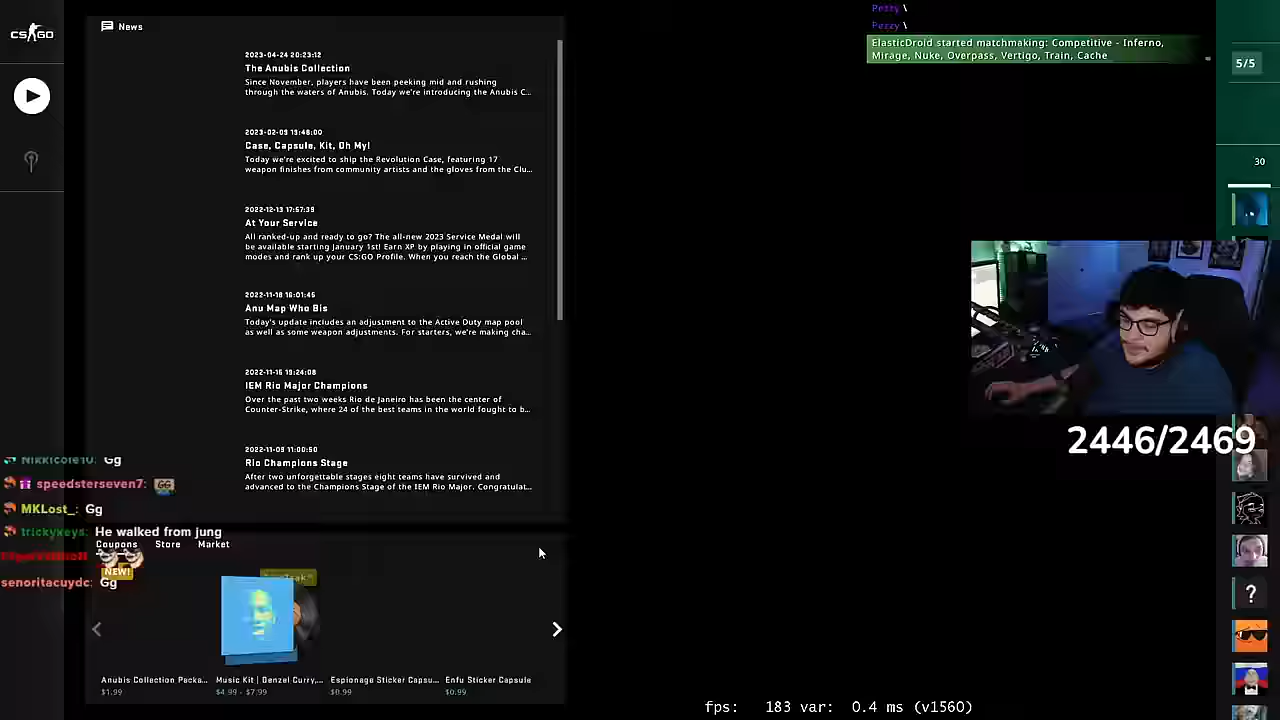 CS:GO
News
2023-04-24 20:23:12
The Anubis Collection
Since November, players have been peeking mid and rushing
through the waters of Anubis. Today we're introducing the Anubis C...
2023-02-09 19:46:00
Case, Capsule, Kit, Oh My!
Today we're excited to ship the Revolution Case, featuring 17
weapon finishes from community artists and the gloves from the Clu...
2022-12-13 17:57:39
At Your Service
All ranked-up and ready to go? The all-new 2023 Service Medal will
be available starting January 1st! Earn XP by playing in official game
modes and rank up your CS:GO Profile. When you reach the Global ...
2022-11-18 18:01:45
Anu Map Who Bis
Today's update includes an adjustment to the Active Duty map pool
as well as some weapon adjustments. For starters, we're making cha...
2022-11-15 19:24:08
IEM Rio Major Champions
Over the past two weeks Rio de Janeiro has been the center of
Counter-Strike, where 24 of the best teams in the world fought to b...
2022-11-09 11:00:50
Rio Champions Stage
After two unforgettable stages eight teams have survived and
advanced to the Champions Stage of the IEM Rio Major. Congratulat...
Nikkicole10: Gg
speedsterseven7: GG
MKLost_: Gg
trickykeys: He walked from jung
Coupons Store Market
NEW!
senoritacuydc: Gg
Anubis Collection Packa... Music Kit | Denzel Curry,... Espionage Sticker Capsu... Enfu Sticker Capsule
$1.99 $4.99 - $7.99 $0.99 $0.99
Perry \
Perry \
ElasticDroid started matchmaking: Competitive - Inferno,
Mirage, Nuke, Overpass, Vertigo, Train, Cache
5/5
30
2446/2469
?
fps: 183 var: 0.4 ms (v1560)